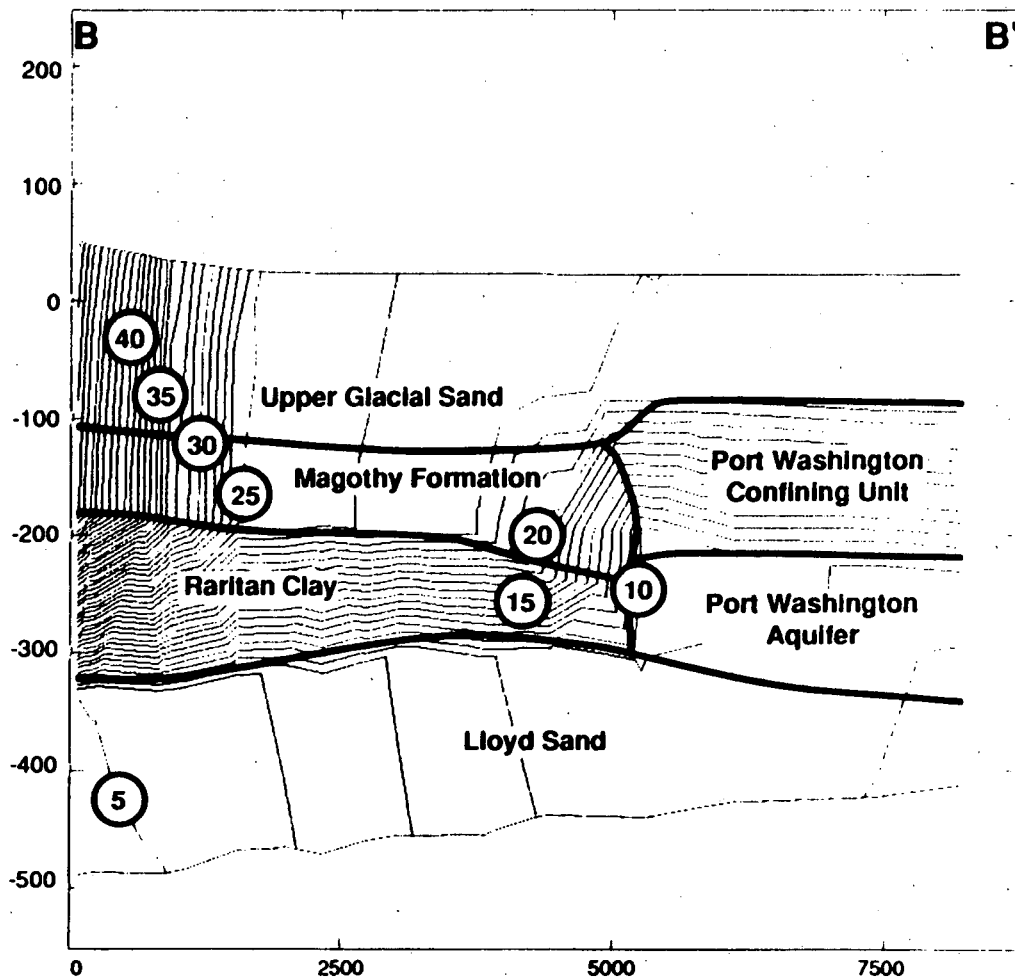 B
B'
200
100
0
-100
-200
-300
-400
-500
40
35
30
25
20
15
10
5
Upper Glacial Sand
Magothy Formation
Port Washington
Confining Unit
Raritan Clay
Port Washington
Aquifer
Lloyd Sand
0
2500
5000
7500